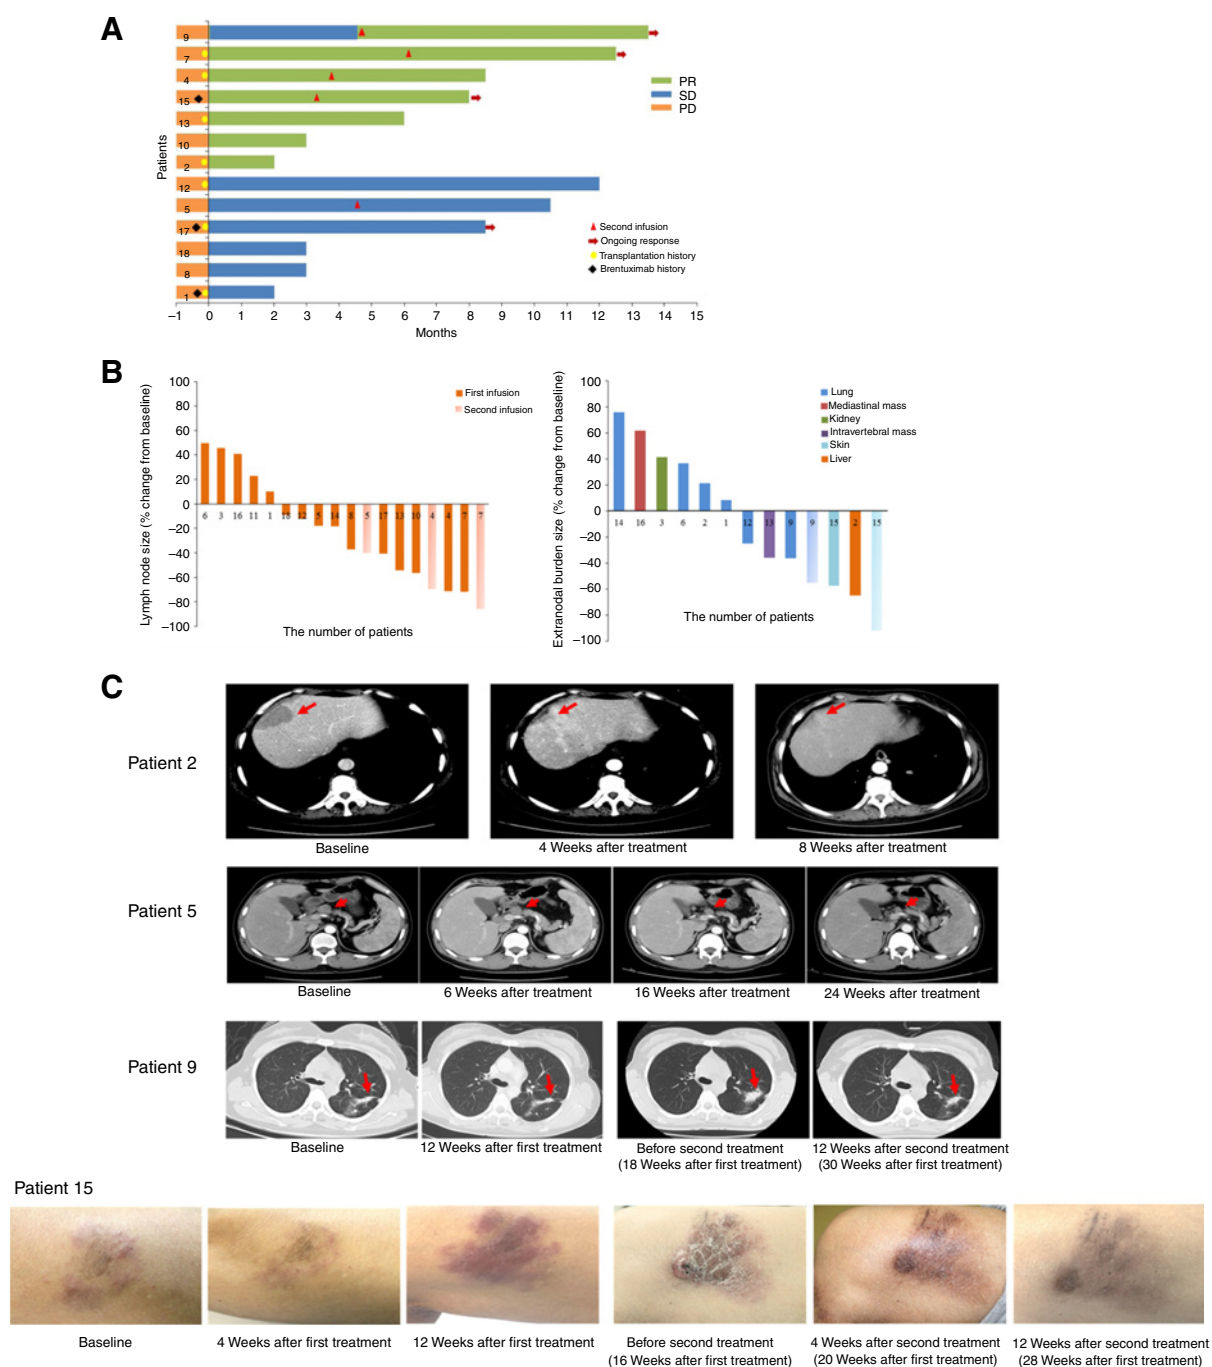 A
Patients
9
7
4
15
13
10
2
12
5
17
18
8
1
PR
SD
PD
Second infusion
Ongoing response
Transplantation history
Brentuximab history
–1 0 1 2 3 4 5 6 7 8 9 10 11 12 13 14 15
Months
B
Lymph node size (% change from baseline)
100
80
60
40
20
0
–20
–40
–60
–80
–100
First infusion
Second infusion
6 3 16 11 1 18 12 5 14 8 5 17 13 10 4 4 7 7
The number of patients
Extranodal burden size (% change from baseline)
100
80
60
40
20
0
–20
–40
–60
–80
–100
Lung
Mediastinal mass
Kidney
Intravertebral mass
Skin
Liver
14 16 3 6 2 1 12 13 9 9 15 2 15
The number of patients
C
Patient 2
Baseline
4 Weeks after treatment
8 Weeks after treatment
Patient 5
Baseline
6 Weeks after treatment
16 Weeks after treatment
24 Weeks after treatment
Patient 9
Baseline
12 Weeks after first treatment
Before second treatment
(18 Weeks after first treatment)
12 Weeks after second treatment
(30 Weeks after first treatment)
Patient 15
Baseline
4 Weeks after first treatment
12 Weeks after first treatment
Before second treatment
(16 Weeks after first treatment)
4 Weeks after second treatment
(20 Weeks after first treatment)
12 Weeks after second treatment
(28 Weeks after first treatment)